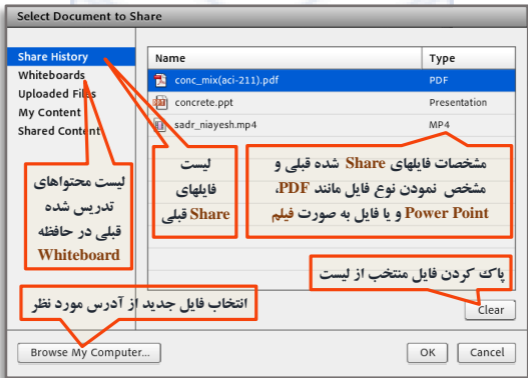 Select Document to Share
Share History
Whiteboards
Uploaded Files
My Content
Shared Content
Name Type
conc_mix(aci-211).pdf PDF
concrete.ppt Presentation
sadr_niayesh.mp4 MP4
لیست محتواهای
تدریس شده
قبلی در حافظه
Whiteboard
لیست
فایلهای
Share قبلی
مشخصات فایلهای Share شده قبلی و
مشخص نمودن نوع فایل مانند PDF،
Power Point و یا فایل به صورت فیلم
پاک کردن فایل منتخب از لیست
انتخاب فایل جدید از آدرس مورد نظر
Clear
Browse My Computer...
OK Cancel